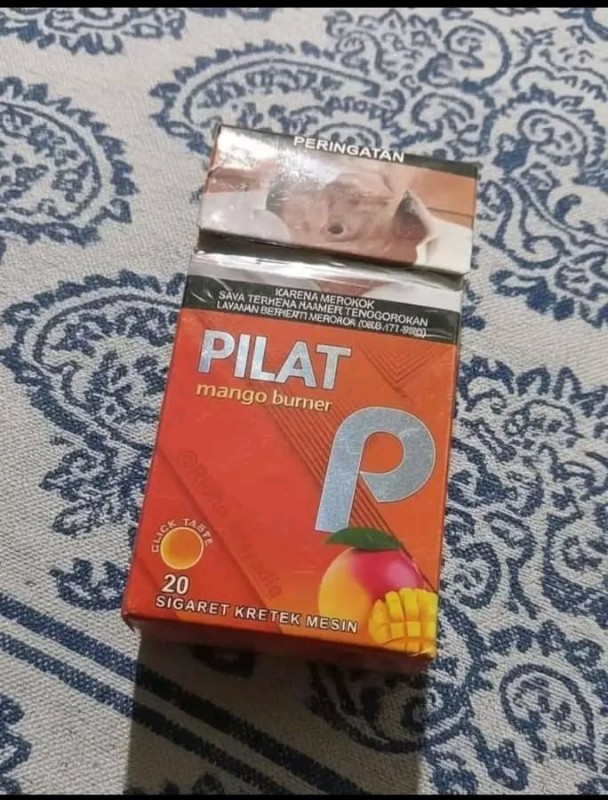 PERINGATAN
KARENA MEROKOK
SAYA TERKENA KANKER TENGGOROKAN
LAYANAN BERHENTI MEROKOK
PILAT
mango burner
P
CLICK TASTE
20
SIGARET KRETEK MESIN